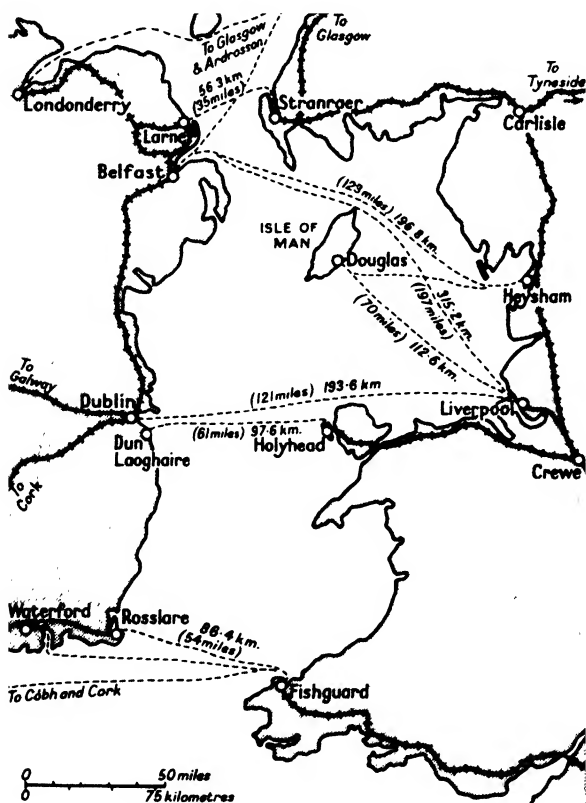 To Glasgow
& Ardrossan
To
Glasgow
To
Tyneside
56·3 km
(35 miles)
Londonderry
Stranraer
Carlisle
Larne
Belfast
(123 miles) 196·8 km.
ISLE OF
MAN
Douglas
Heysham
315·2 km
(197 miles)
(70 miles) 112·6 km.
To
Galway
Dublin
(121 miles) 193·6 km
Liverpool
Dun
Laoghaire
(61 miles) 97·6 km.
Holyhead
Crewe
To
Cork
Waterford
Rosslare
86·4 km.
(54 miles)
To Cóbh and Cork
Fishguard
0 50 miles
0 75 kilometres